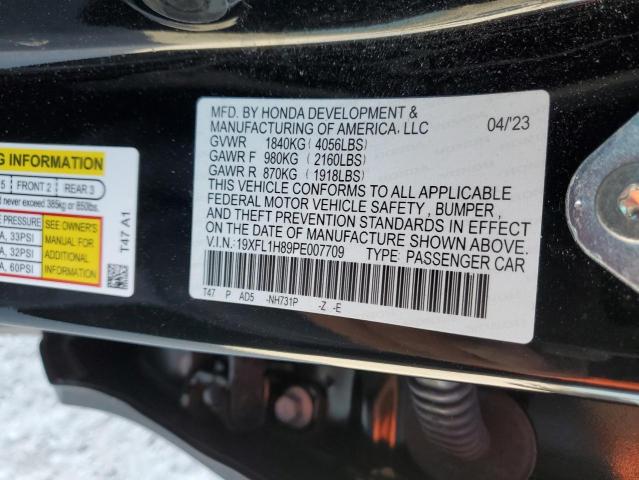 MFD. BY HONDA DEVELOPMENT &
MANUFACTURING OF AMERICA, LLC 04/'23
GVWR 1840KG (4056LBS)
GAWR F 980KG (2160LBS)
GAWR R 870KG (1918LBS)
THIS VEHICLE CONFORMS TO ALL APPLICABLE
FEDERAL MOTOR VEHICLE SAFETY, BUMPER,
AND THEFT PREVENTION STANDARDS IN EFFECT
ON THE DATE OF MANUFACTURE SHOWN ABOVE.
V.I.N.: 19XFL1H89PE007709 TYPE: PASSENGER CAR
T47 P AD5 -NH731P -Z -E
G INFORMATION
5 FRONT 2 REAR 3
never exceed 385kg or 850lbs.
PRESSURE
A, 33PSI
A, 32PSI
A, 60PSI
SEE OWNER'S
MANUAL FOR
ADDITIONAL
INFORMATION
T47 A1